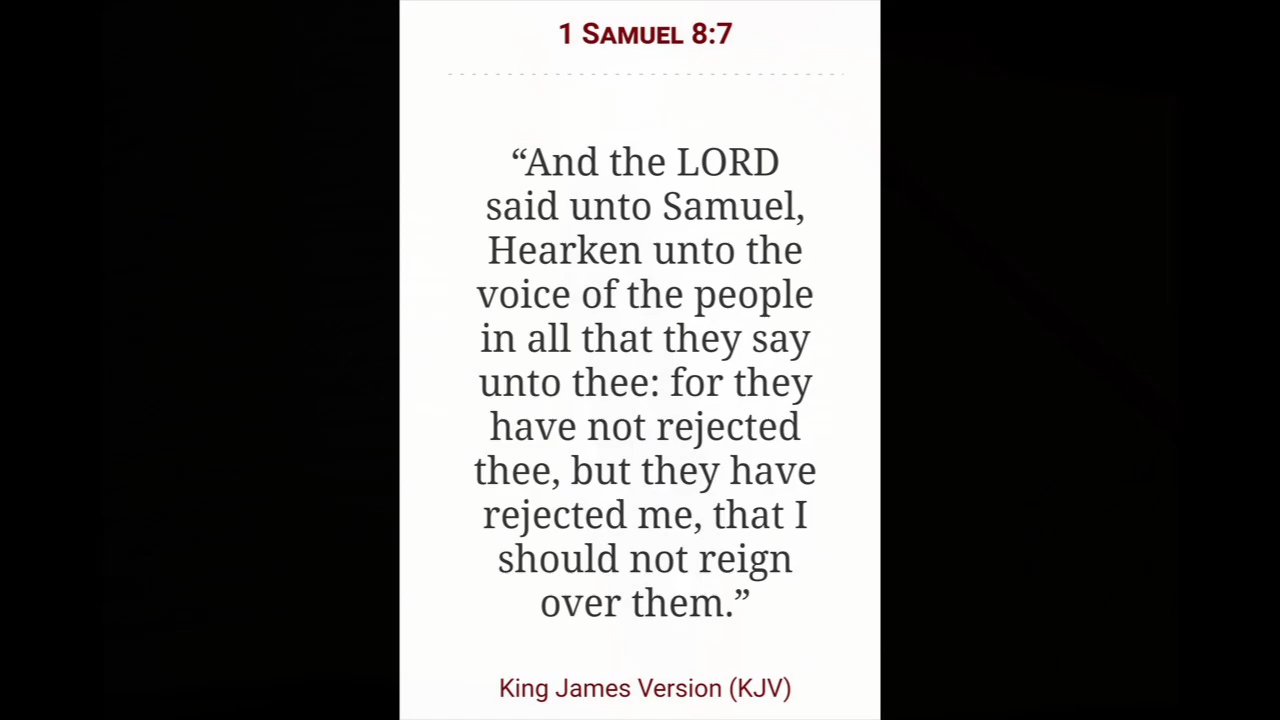 1 SAMUEL 8:7
“And the LORD
said unto Samuel,
Hearken unto the
voice of the people
in all that they say
unto thee: for they
have not rejected
thee, but they have
rejected me, that I
should not reign
over them.”
King James Version (KJV)